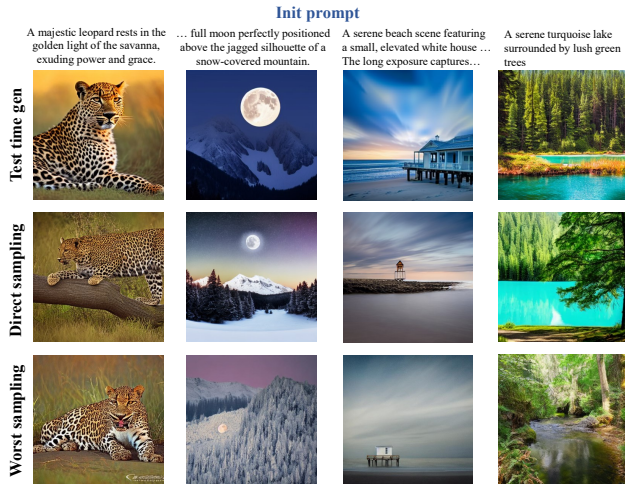 Init prompt
A majestic leopard rests in the
golden light of the savanna,
exuding power and grace.
… full moon perfectly positioned
above the jagged silhouette of a
snow-covered mountain.
A serene beach scene featuring
a small, elevated white house …
The long exposure captures…
A serene turquoise lake
surrounded by lush green
trees
Test time gen
Direct sampling
Worst sampling